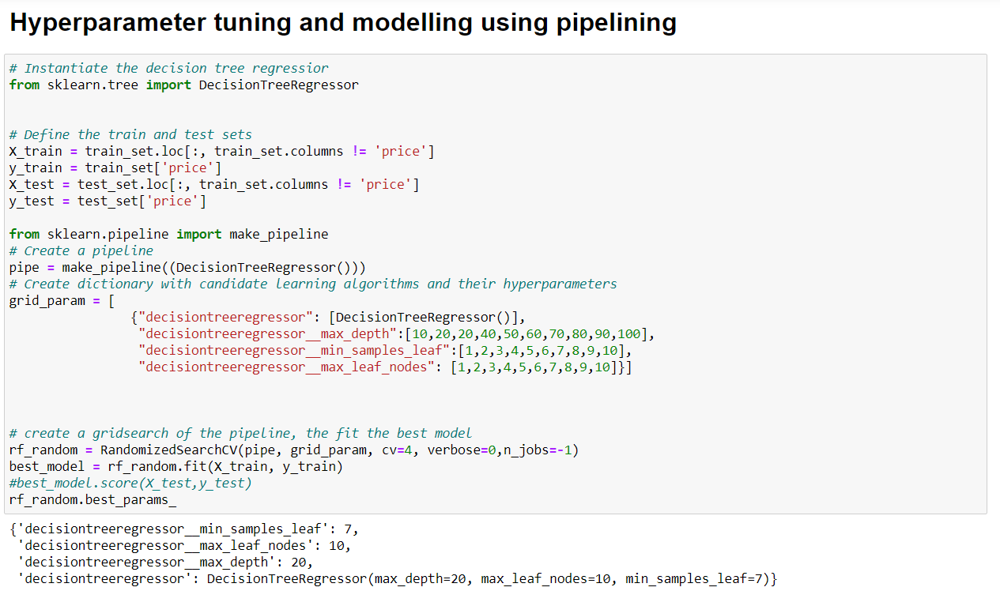 Hyperparameter tuning and modelling using pipelining
# Instantiate the decision tree regressior
from sklearn.tree import DecisionTreeRegressor
# Define the train and test sets
X_train = train_set.loc[:, train_set.columns != 'price']
y_train = train_set['price']
X_test = test_set.loc[:, train_set.columns != 'price']
y_test = test_set['price']
from sklearn.pipeline import make_pipeline
# Create a pipeline
pipe = make_pipeline((DecisionTreeRegressor()))
# Create dictionary with candidate learning algorithms and their hyperparameters
grid_param = [
{"decisiontreeregressor": [DecisionTreeRegressor()],
"decisiontreeregressor__max_depth":[10,20,20,40,50,60,70,80,90,100],
"decisiontreeregressor__min_samples_leaf":[1,2,3,4,5,6,7,8,9,10],
"decisiontreeregressor__max_leaf_nodes": [1,2,3,4,5,6,7,8,9,10]}]
# create a gridsearch of the pipeline, the fit the best model
rf_random = RandomizedSearchCV(pipe, grid_param, cv=4, verbose=0,n_jobs=-1)
best_model = rf_random.fit(X_train, y_train)
#best_model.score(X_test,y_test)
rf_random.best_params_
{'decisiontreeregressor__min_samples_leaf': 7,
'decisiontreeregressor__max_leaf_nodes': 10,
'decisiontreeregressor__max_depth': 20,
'decisiontreeregressor': DecisionTreeRegressor(max_depth=20, max_leaf_nodes=10, min_samples_leaf=7)}